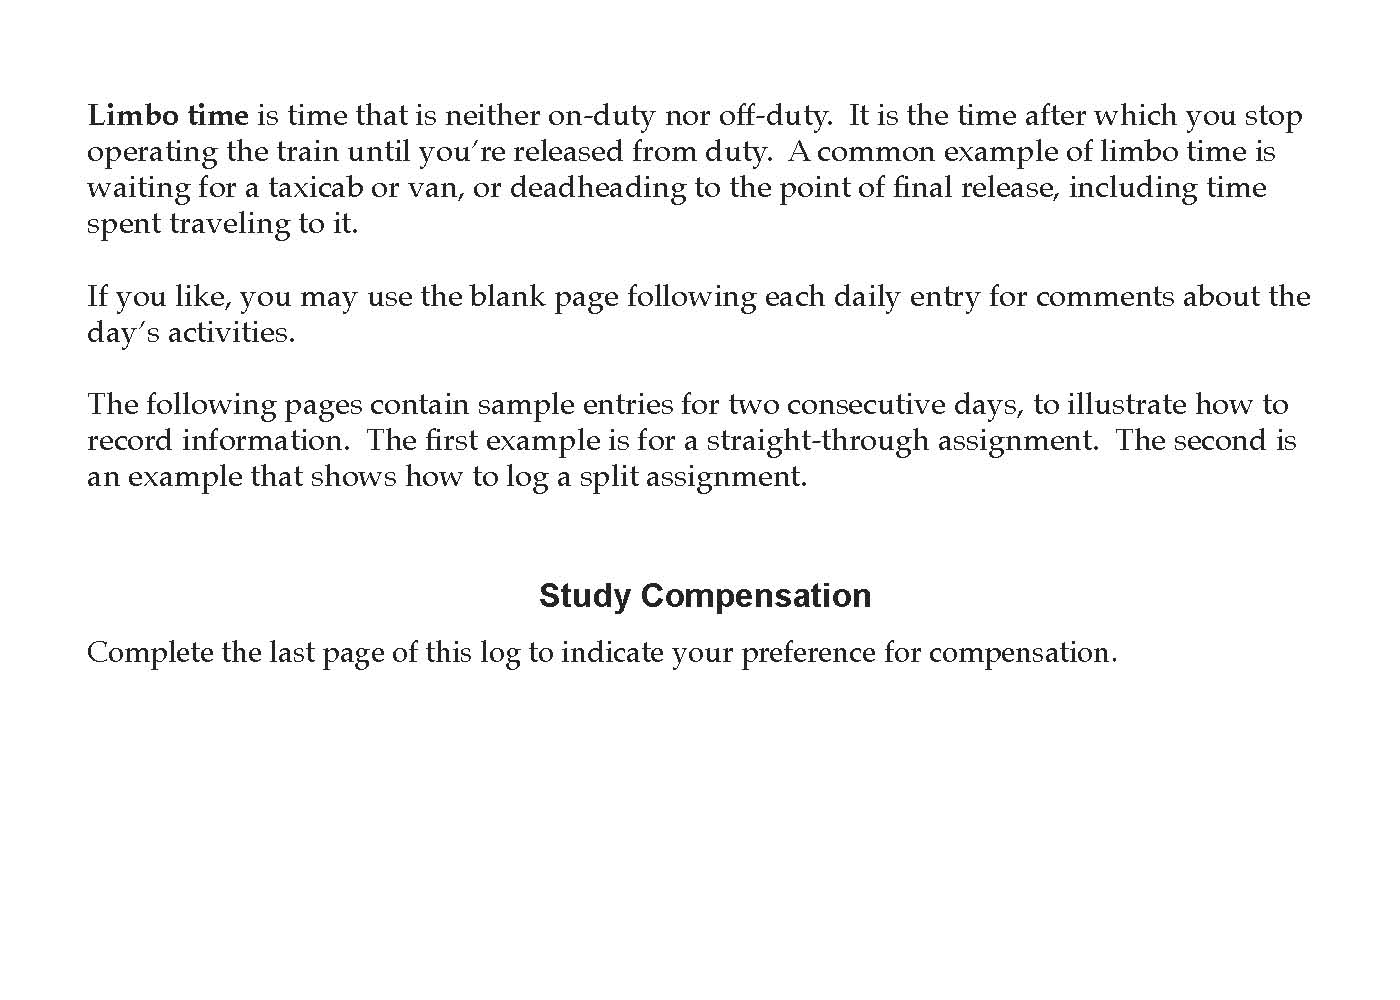 Limbo time is time that is neither on-duty nor off-duty.  It is the time after which you stop
operating the train until you’re released from duty.  A common example of limbo time is
waiting for a taxicab or van, or deadheading to the point of final release, including time
spent traveling to it.
If you like, you may use the blank page following each daily entry for comments about the
day’s activities.
The following pages contain sample entries for two consecutive days, to illustrate how to
record information.  The first example is for a straight-through assignment.  The second is
an example that shows how to log a split assignment.
Study Compensation
Complete the last page of this log to indicate your preference for compensation.